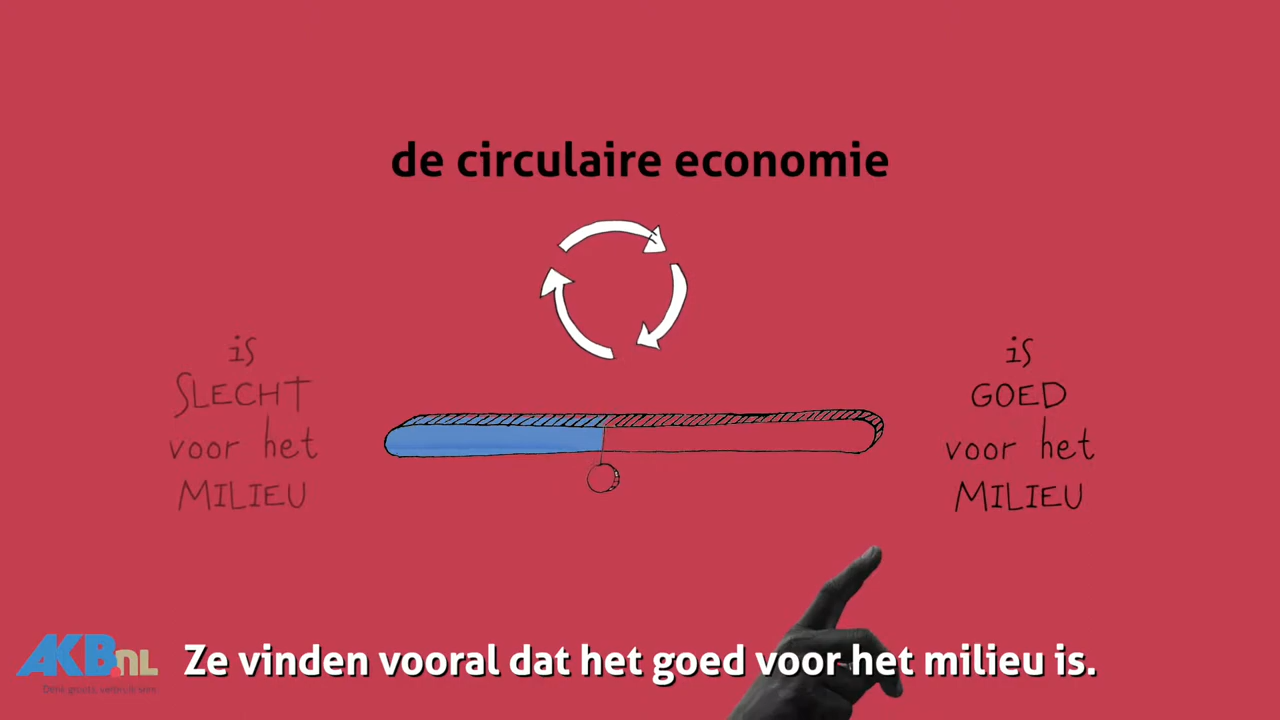 de circulaire economie
is
SLECHT
voor het
MILIEU
is
GOED
voor het
MILIEU
AKB.NL
Ze vinden vooral dat het goed voor het milieu is.